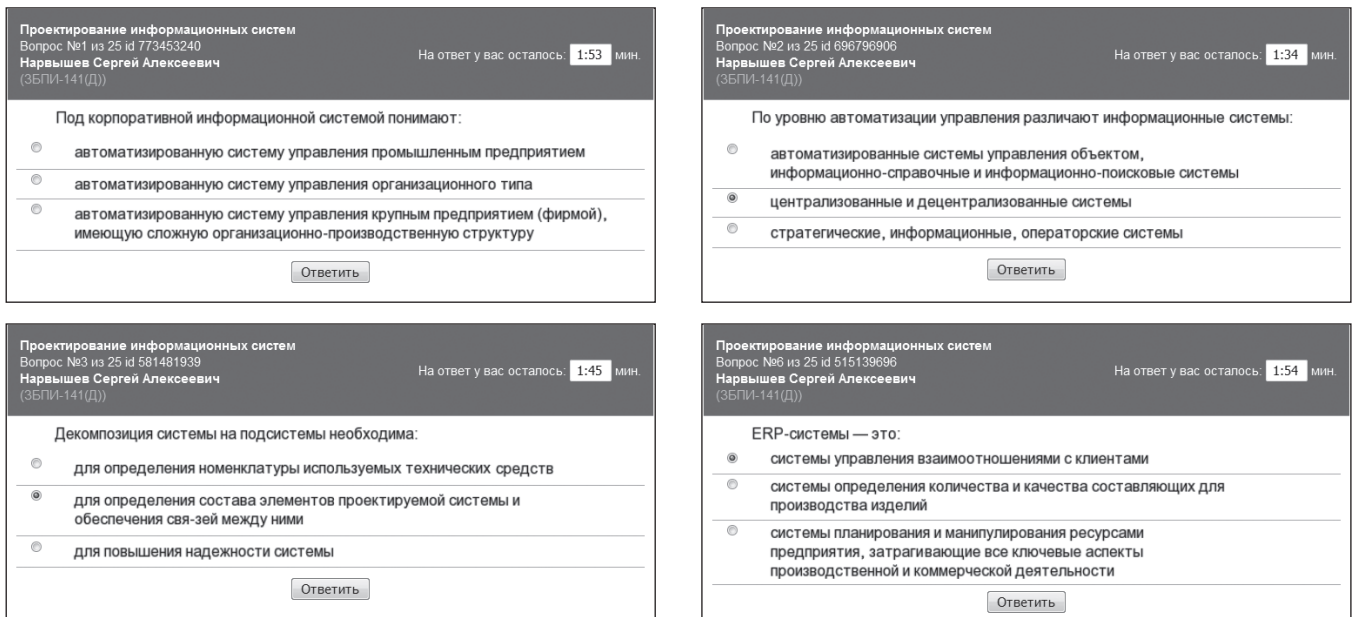 Проектирование информационных систем
Вопрос №1 из 25 id 773453240
Нарвышев Сергей Алексеевич
(ЗБПИ-141(Д))
На ответ у вас осталось: 1:53 мин.
Под корпоративной информационной системой понимают:
автоматизированную систему управления промышленным предприятием
автоматизированную систему управления организационного типа
автоматизированную систему управления крупным предприятием (фирмой),
имеющую сложную организационно-производственную структуру
Ответить
Проектирование информационных систем
Вопрос №2 из 25 id 696796906
Нарвышев Сергей Алексеевич
(ЗБПИ-141(Д))
На ответ у вас осталось: 1:34 мин.
По уровню автоматизации управления различают информационные системы:
автоматизированные системы управления объектом,
информационно-справочные и информационно-поисковые системы
централизованные и децентрализованные системы
стратегические, информационные, операторские системы
Ответить
Проектирование информационных систем
Вопрос №3 из 25 id 581481939
Нарвышев Сергей Алексеевич
(ЗБПИ-141(Д))
На ответ у вас осталось: 1:45 мин.
Декомпозиция системы на подсистемы необходима:
для определения номенклатуры используемых технических средств
для определения состава элементов проектируемой системы и
обеспечения свя-зей между ними
для повышения надежности системы
Ответить
Проектирование информационных систем
Вопрос №6 из 25 id 515139696
Нарвышев Сергей Алексеевич
(ЗБПИ-141(Д))
На ответ у вас осталось: 1:54 мин.
ERP-системы — это:
системы управления взаимоотношениями с клиентами
системы определения количества и качества составляющих для
производства изделий
системы планирования и манипулирования ресурсами
предприятия, затрагивающие все ключевые аспекты
производственной и коммерческой деятельности
Ответить